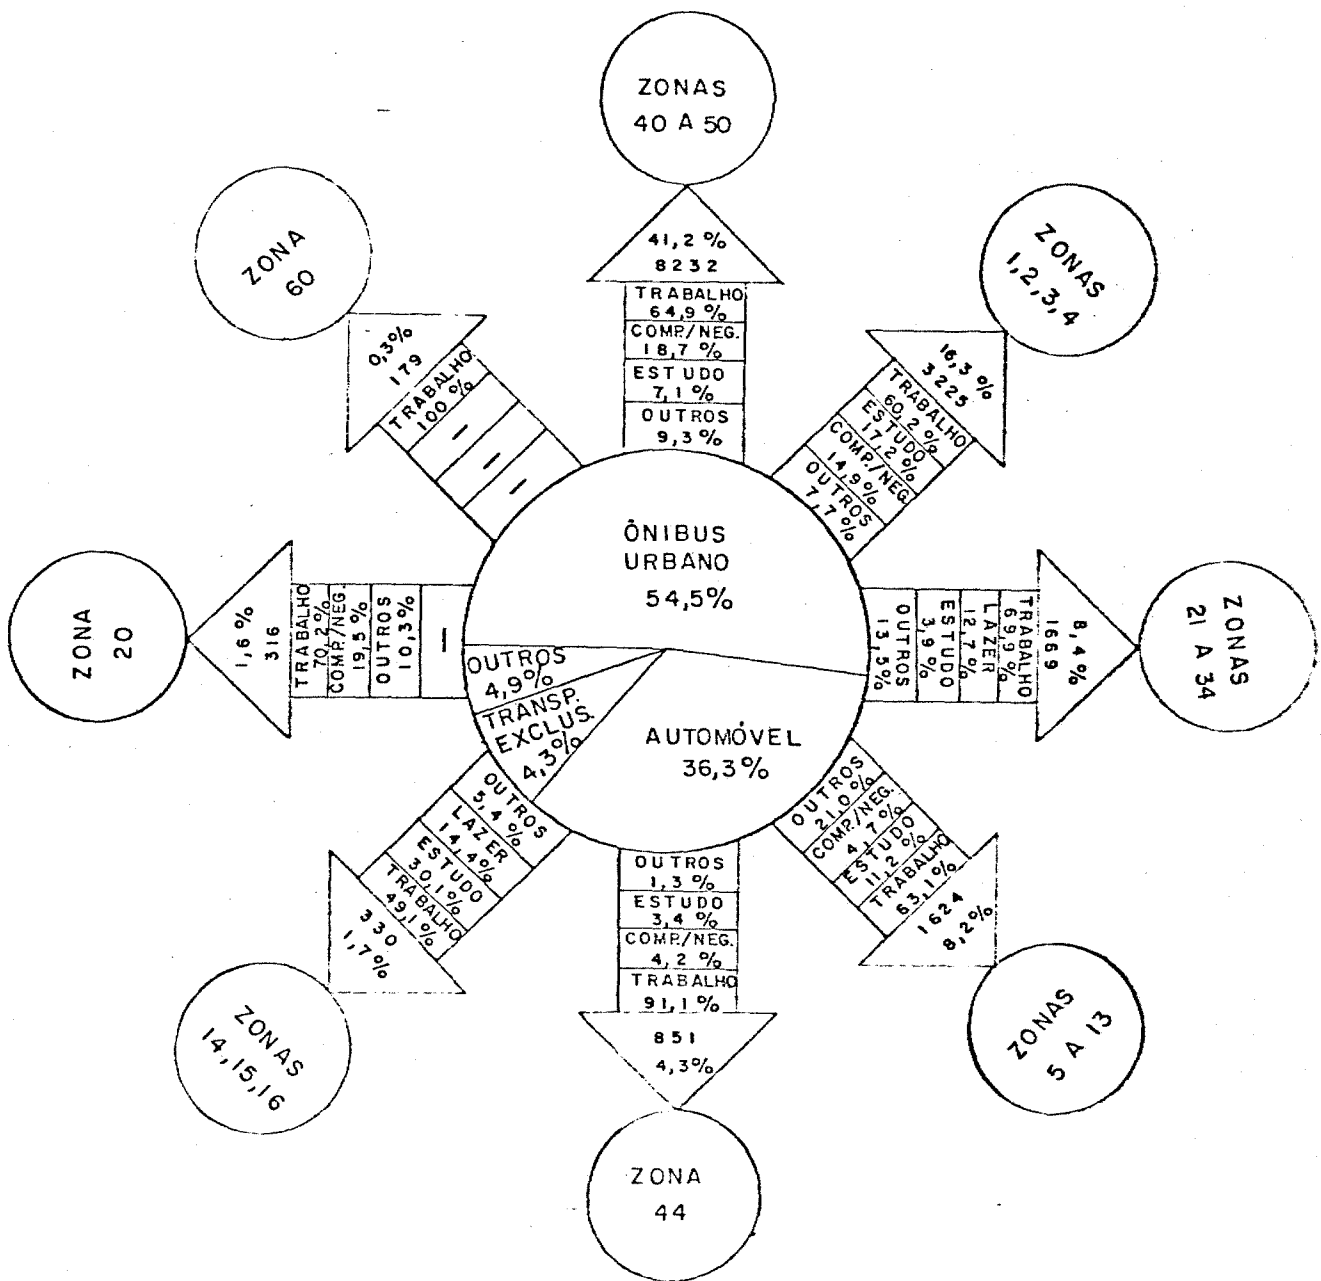 ZONAS
40 A 50
41,2 %
8232
TRABALHO
64,9 %
COMP./NEG.
18,7 %
ESTUDO
7,1 %
OUTROS
9,3 %
ZONAS
1,2,3,4
16,3 %
3225
TRABALHO
60,2 %
ESTUDO
17,2 %
COMP./NEG.
14,9 %
OUTROS
7,7 %
ZONAS
21 A 34
8,4 %
1669
TRABALHO
69,9 %
LAZER
12,7 %
ESTUDO
3,9 %
OUTROS
13,5 %
OUTROS
21,0 %
COMP./NEG.
4,7 %
ESTUDO
11,2 %
TRABALHO
63,1 %
1624
8,2 %
ZONAS
5 A 13
OUTROS
1,3 %
ESTUDO
3,4 %
COMP./NEG.
4,2 %
TRABALHO
91,1 %
851
4,3 %
ZONA
44
OUTROS
5,4 %
LAZER
14,4 %
ESTUDO
30,1 %
TRABALHO
49,1 %
330
1,7 %
ZONAS
14,15,16
ZONA
20
1,6 %
316
TRABALHO
70,2 %
COMP./NEG.
19,5 %
OUTROS
10,3 %
—
ZONA
60
0,3 %
179
TRABALHO
100 %
—
—
—
ÔNIBUS
URBANO
54,5 %
OUTROS
4,9 %
TRANSP.
EXCLUS.
4,3 %
AUTOMÓVEL
36,3 %